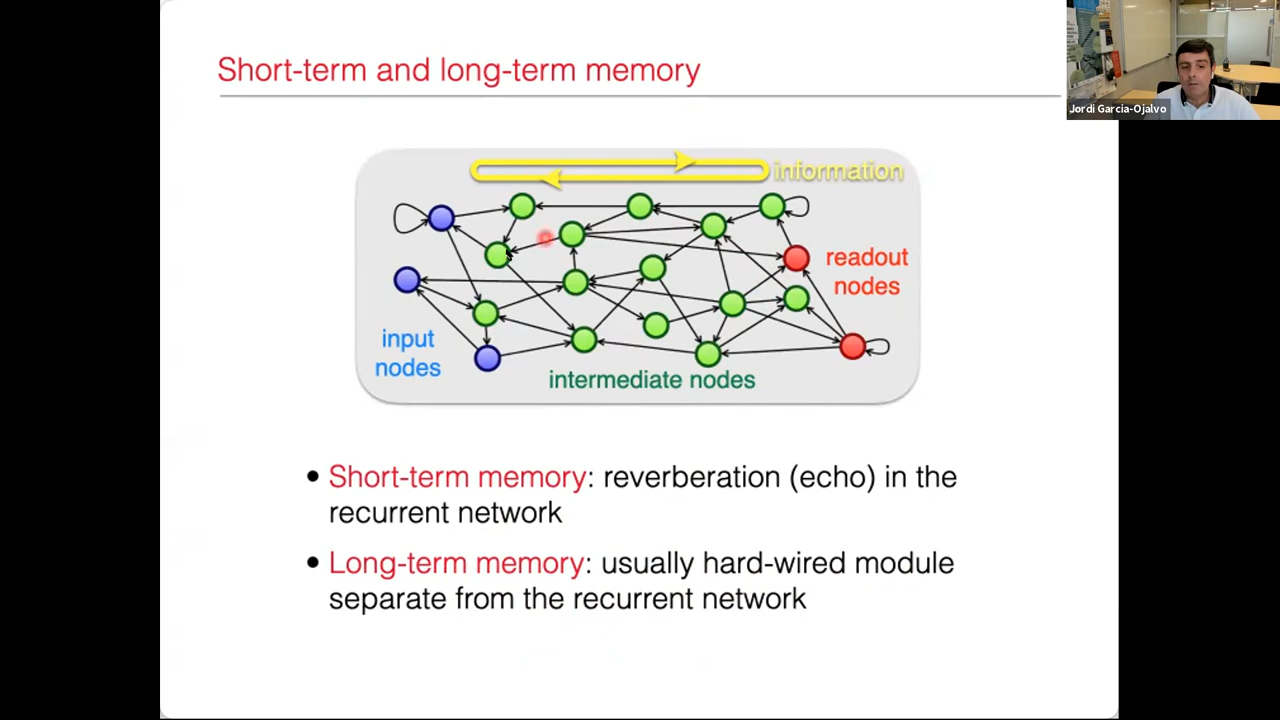 Short-term and long-term memory
Jordi Garcia-Ojalvo
information
readout
nodes
input
nodes
intermediate nodes
• Short-term memory: reverberation (echo) in the
recurrent network
• Long-term memory: usually hard-wired module
separate from the recurrent network